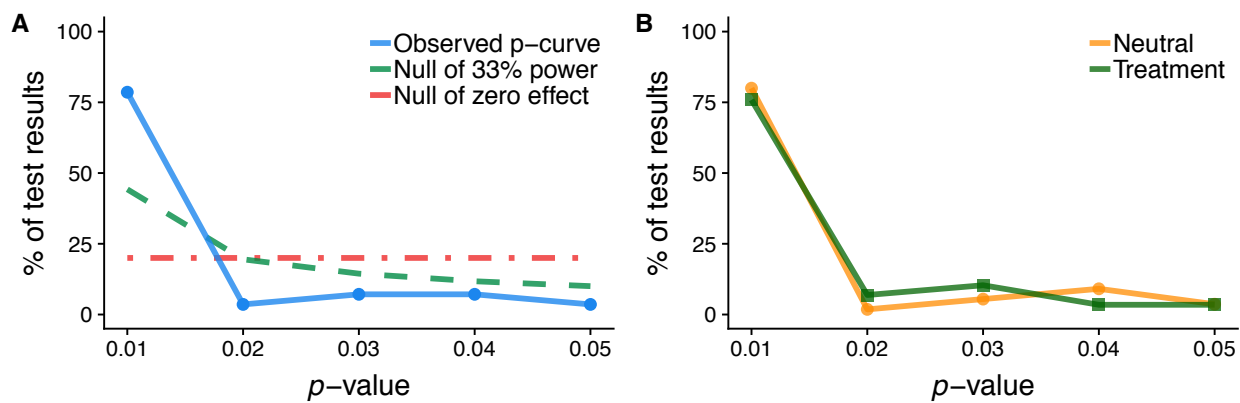 A
% of test results
100
75
50
25
0
Observed p−curve
Null of 33% power
Null of zero effect
0.01 0.02 0.03 0.04 0.05
p−value
B
% of test results
100
75
50
25
0
Neutral
Treatment
0.01 0.02 0.03 0.04 0.05
p−value